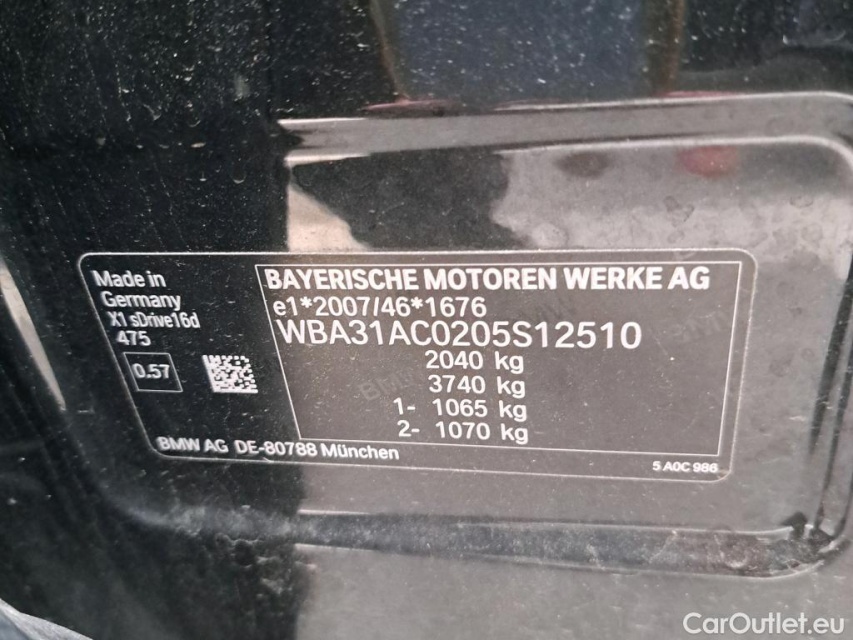 Made in
Germany
X1 sDrive16d
475
0.57
BAYERISCHE MOTOREN WERKE AG
e1*2007/46*1676
WBA31AC0205S12510
2040 kg
3740 kg
1- 1065 kg
2- 1070 kg
BMW AG DE-80788 München
5 A0C 986
CarOutlet.eu